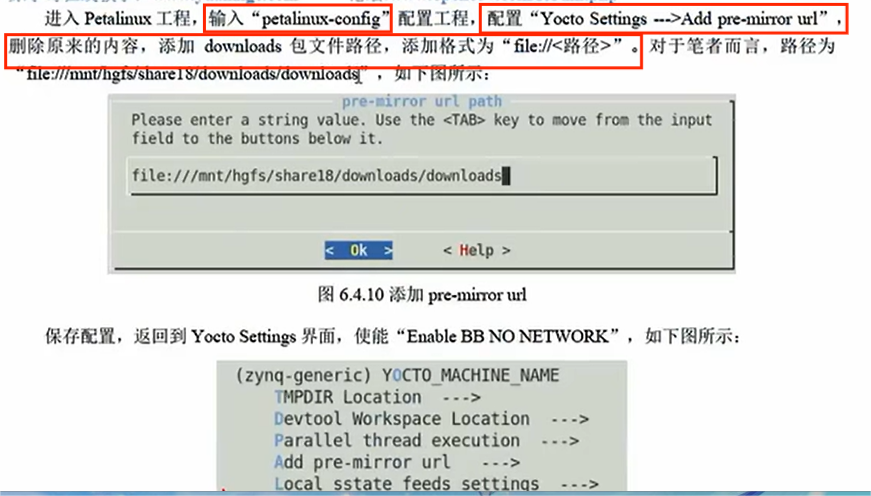 进入 Petalinux 工程，输入“petalinux-config”配置工程，配置“Yocto Settings --->Add pre-mirror url”，
删除原来的内容，添加 downloads 包文件路径，添加格式为“file://<路径>”。对于笔者而言，路径为
“file:///mnt/hgfs/share18/downloads/downloads”，如下图所示：
pre-mirror url path
Please enter a string value. Use the <TAB> key to move from the input
field to the buttons below it.
file:///mnt/hgfs/share18/downloads/downloads
< Ok > < Help >
图 6.4.10 添加 pre-mirror url
保存配置，返回到 Yocto Settings 界面，使能“Enable BB NO NETWORK”，如下图所示：
(zynq-generic) YOCTO_MACHINE_NAME
TMPDIR Location --->
Devtool Workspace Location --->
Parallel thread execution --->
Add pre-mirror url --->
Local sstate feeds settings --->